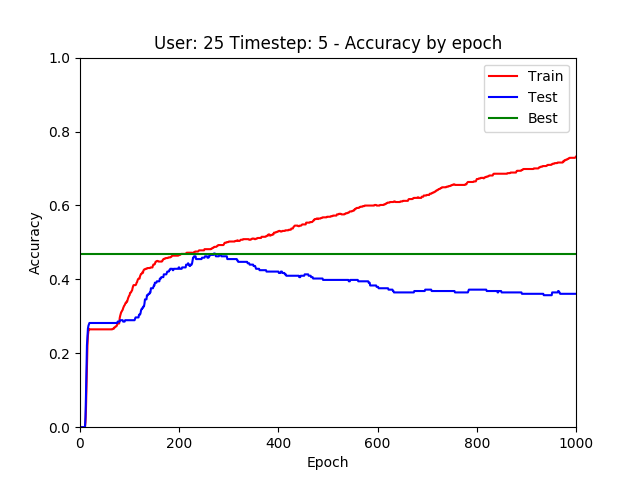 User: 25 Timestep: 5 - Accuracy by epoch
1.0
0.8
0.6
0.4
0.2
0.0
Accuracy
Train
Test
Best
0 200 400 600 800 1000
Epoch